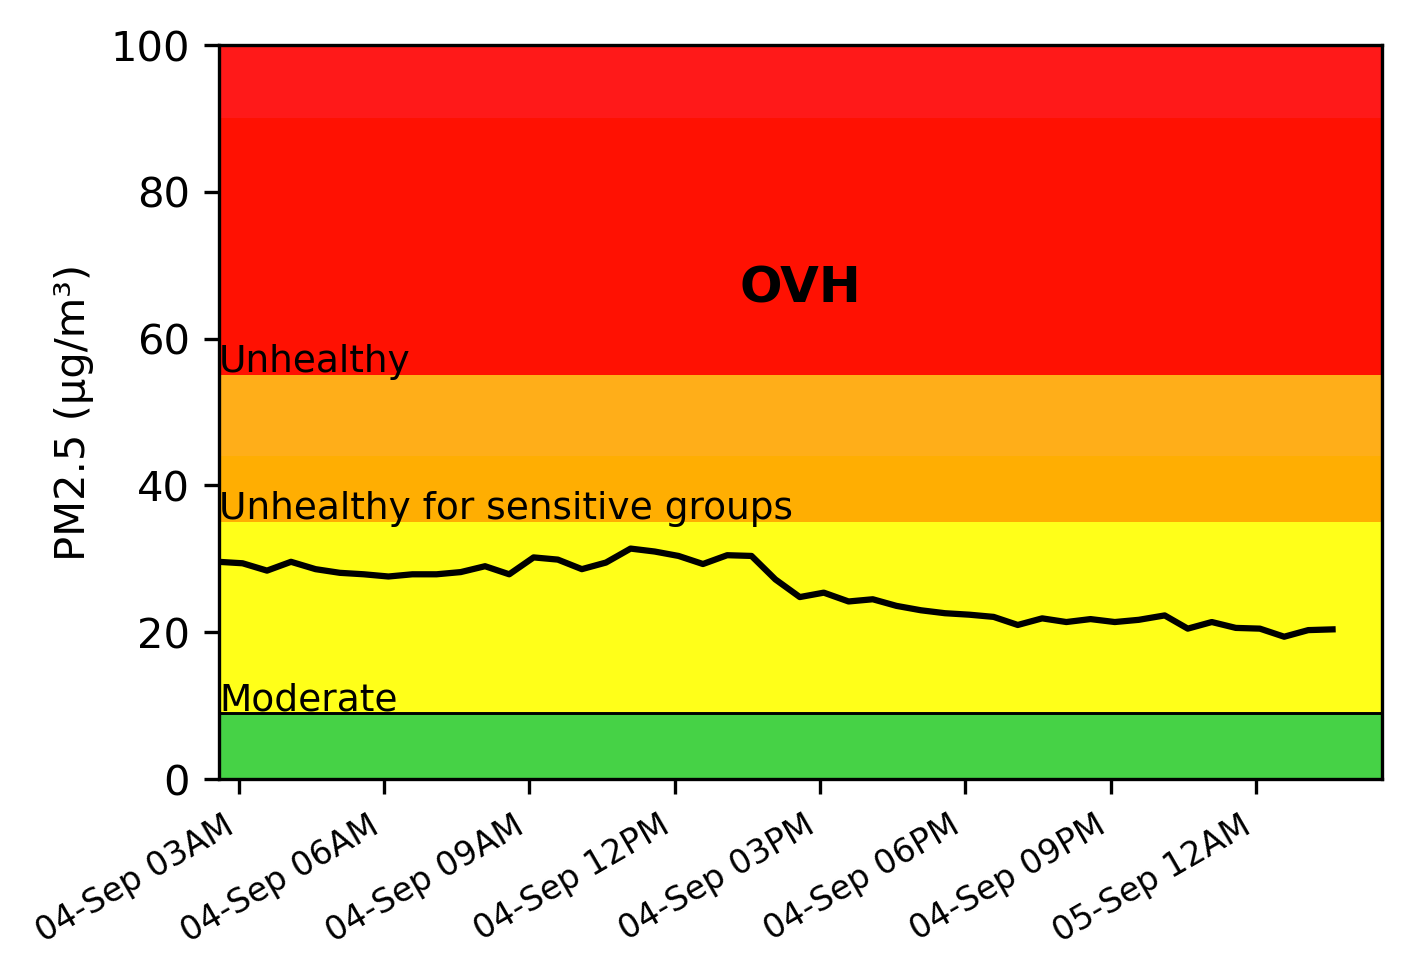 100
80
60
40
20
0
PM2.5 (µg/m³)
OVH
Unhealthy
Unhealthy for sensitive groups
Moderate
04-Sep 03AM
04-Sep 06AM
04-Sep 09AM
04-Sep 12PM
04-Sep 03PM
04-Sep 06PM
04-Sep 09PM
05-Sep 12AM